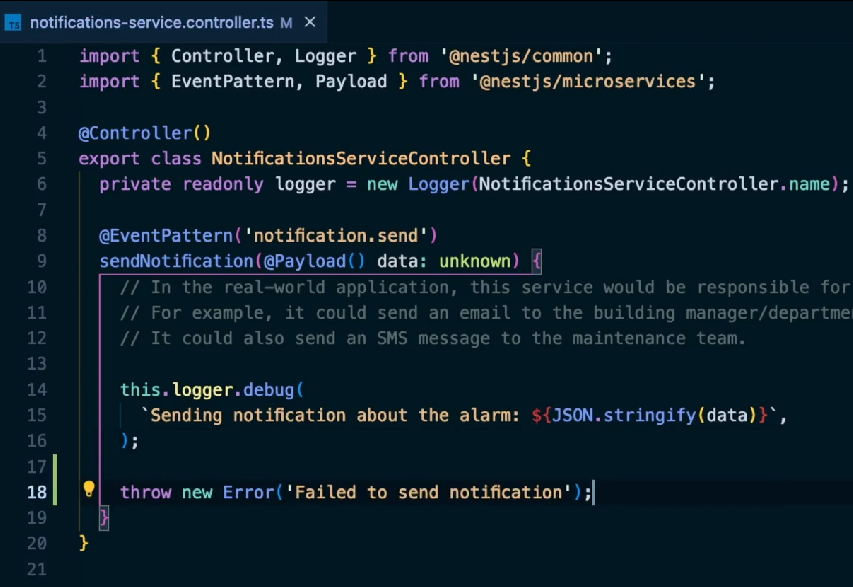 TS notifications-service.controller.ts M ×
1 import { Controller, Logger } from '@nestjs/common';
2 import { EventPattern, Payload } from '@nestjs/microservices';
3
4 @Controller()
5 export class NotificationsServiceController {
6 private readonly logger = new Logger(NotificationsServiceController.name);
7
8 @EventPattern('notification.send')
9 sendNotification(@Payload() data: unknown) {
10 // In the real-world application, this service would be responsible for
11 // For example, it could send an email to the building manager/departme
12 // It could also send an SMS message to the maintenance team.
13
14 this.logger.debug(
15 `Sending notification about the alarm: ${JSON.stringify(data)}`,
16 );
17
18 throw new Error('Failed to send notification');
19 }
20 }
21